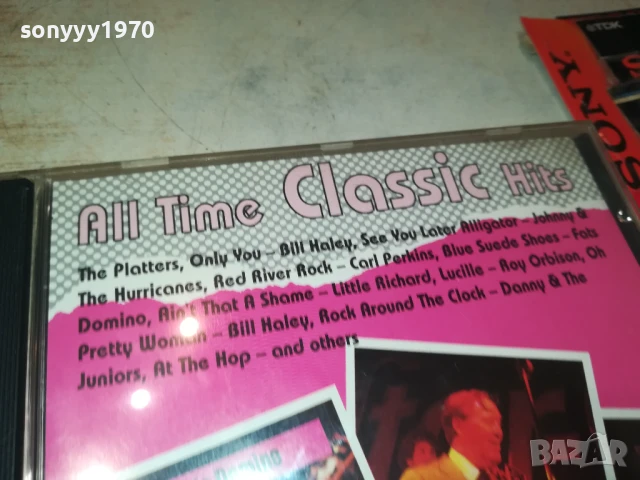 sonyyy1970
TDK
SONY
All Time Classic Hits
The Platters, Only You – Bill Haley, See You Later Alligator – Johnny &
The Hurricanes, Red River Rock – Carl Perkins, Blue Suede Shoes – Fats
Domino, Ain't That A Shame – Little Richard, Lucille – Roy Orbison, Oh
Pretty Woman – Bill Haley, Rock Around The Clock – Danny & The
Juniors, At The Hop – and others
Domino
BAZAR